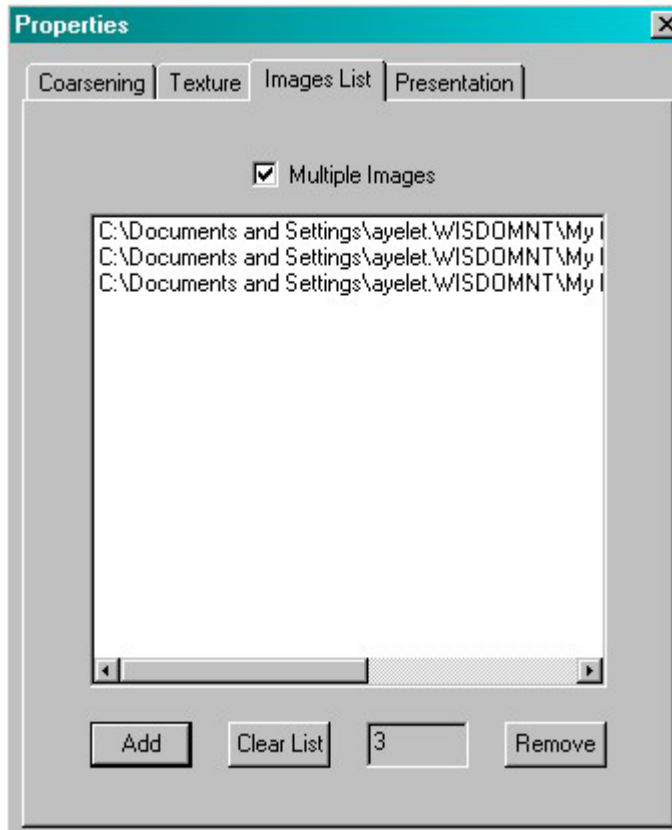 Properties
Coarsening Texture Images List Presentation
Multiple Images
C:\Documents and Settings\ayelet.WISDOMNT\My
C:\Documents and Settings\ayelet.WISDOMNT\My
C:\Documents and Settings\ayelet.WISDOMNT\My
Add Clear List 3 Remove